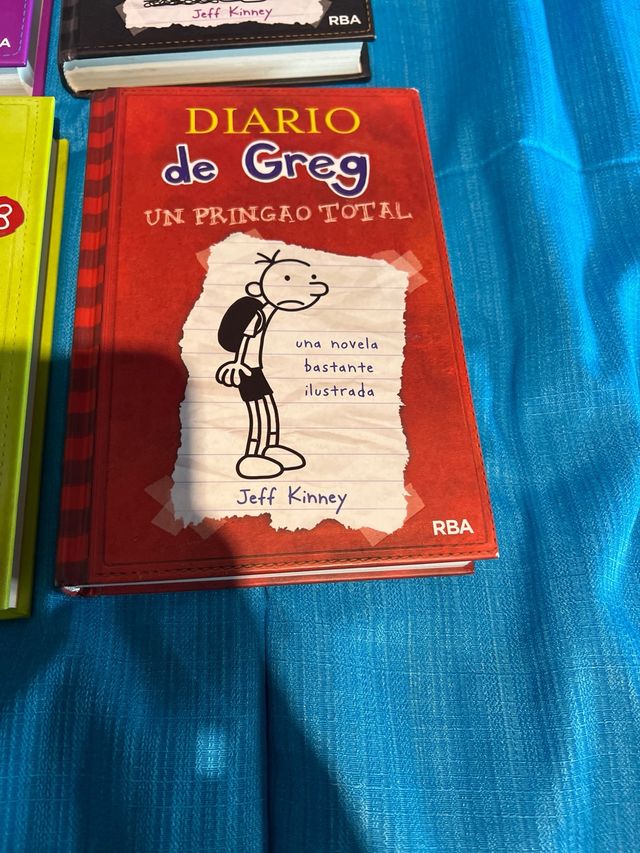 Jeff Kinney
RBA
A
DIARIO
de Greg
UN PRINGAO TOTAL
una novela
bastante
ilustrada
Jeff Kinney
RBA